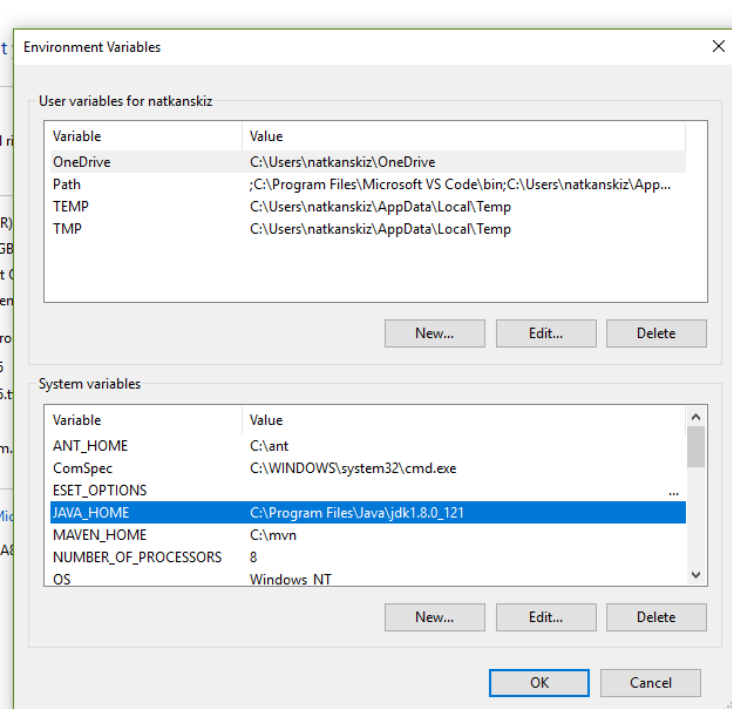 Environment Variables
User variables for natkanskiz
Variable Value
OneDrive C:\Users\natkanskiz\OneDrive
Path ;C:\Program Files\Microsoft VS Code\bin;C:\Users\natkanskiz\App...
TEMP C:\Users\natkanskiz\AppData\Local\Temp
TMP C:\Users\natkanskiz\AppData\Local\Temp
New... Edit... Delete
System variables
Variable Value
ANT_HOME C:\ant
ComSpec C:\WINDOWS\system32\cmd.exe
ESET_OPTIONS ...
JAVA_HOME C:\Program Files\Java\jdk1.8.0_121
MAVEN_HOME C:\mvn
NUMBER_OF_PROCESSORS 8
OS Windows_NT
New... Edit... Delete
OK Cancel